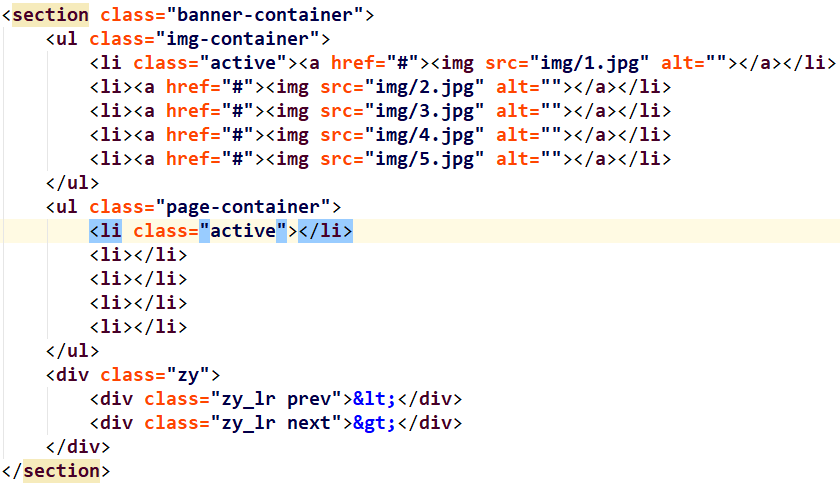 <section class="banner-container">
    <ul class="img-container">
        <li class="active"><a href="#"><img src="img/1.jpg" alt=""></a></li>
        <li><a href="#"><img src="img/2.jpg" alt=""></a></li>
        <li><a href="#"><img src="img/3.jpg" alt=""></a></li>
        <li><a href="#"><img src="img/4.jpg" alt=""></a></li>
        <li><a href="#"><img src="img/5.jpg" alt=""></a></li>
    </ul>
    <ul class="page-container">
        <li class="active"></li>
        <li></li>
        <li></li>
        <li></li>
        <li></li>
    </ul>
    <div class="zy">
        <div class="zy_lr prev">&lt;</div>
        <div class="zy_lr next">&gt;</div>
    </div>
</section>